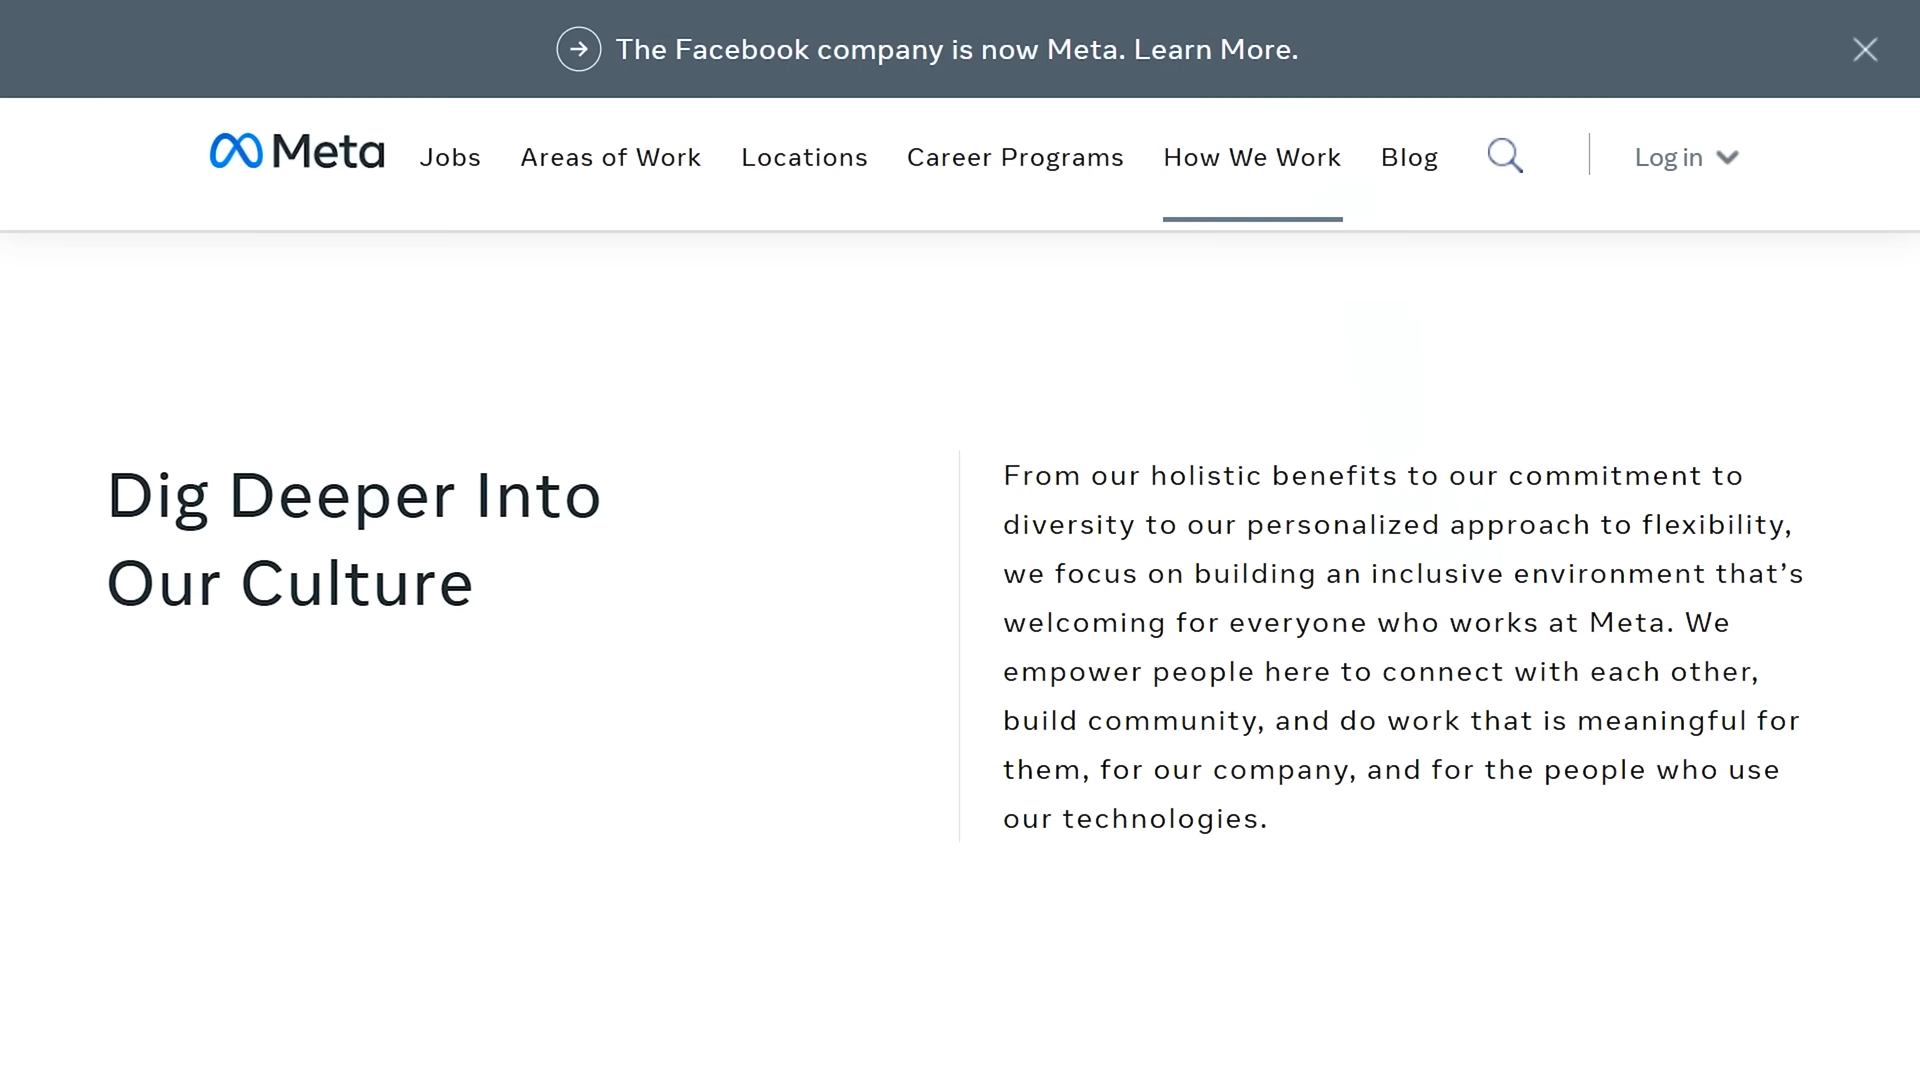 The Facebook company is now Meta. Learn More.
Meta Jobs Areas of Work Locations Career Programs How We Work Blog Log in
Dig Deeper Into
Our Culture
From our holistic benefits to our commitment to
diversity to our personalized approach to flexibility,
we focus on building an inclusive environment that’s
welcoming for everyone who works at Meta. We
empower people here to connect with each other,
build community, and do work that is meaningful for
them, for our company, and for the people who use
our technologies.